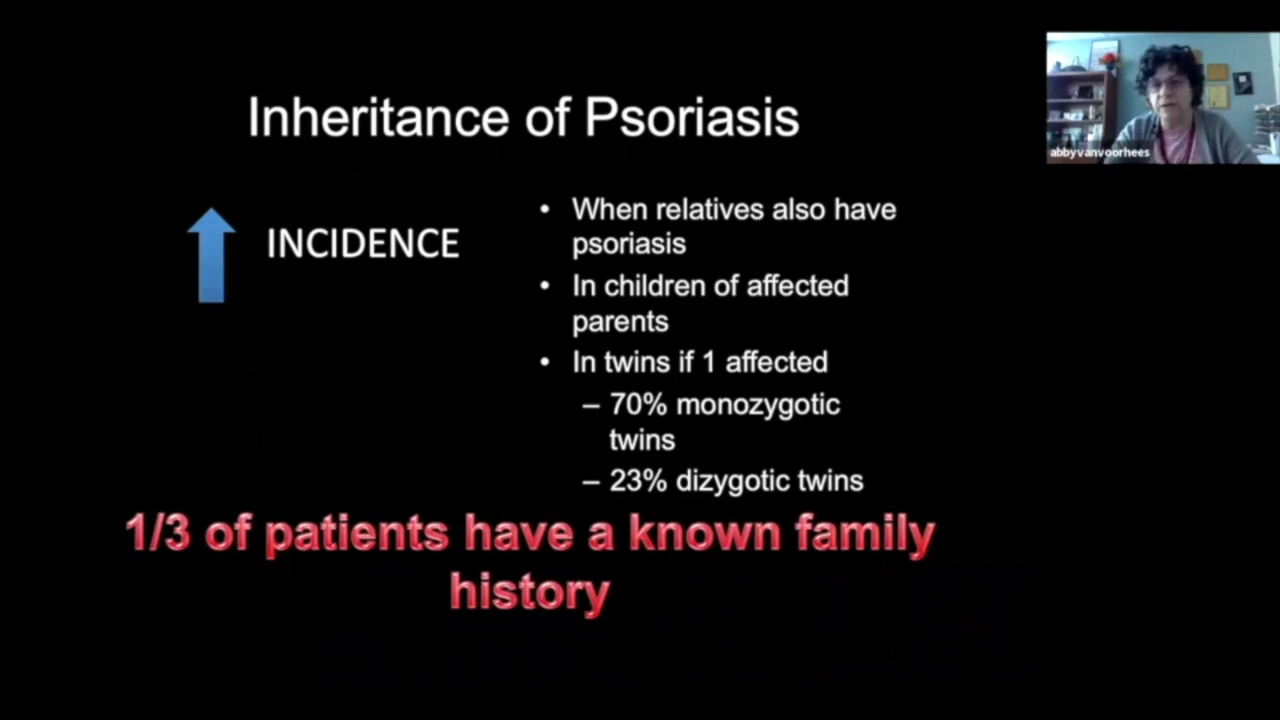 Inheritance of Psoriasis
INCIDENCE
• When relatives also have
psoriasis
• In children of affected
parents
• In twins if 1 affected
– 70% monozygotic
twins
– 23% dizygotic twins
1/3 of patients have a known family
history
abbyvanvoorhees